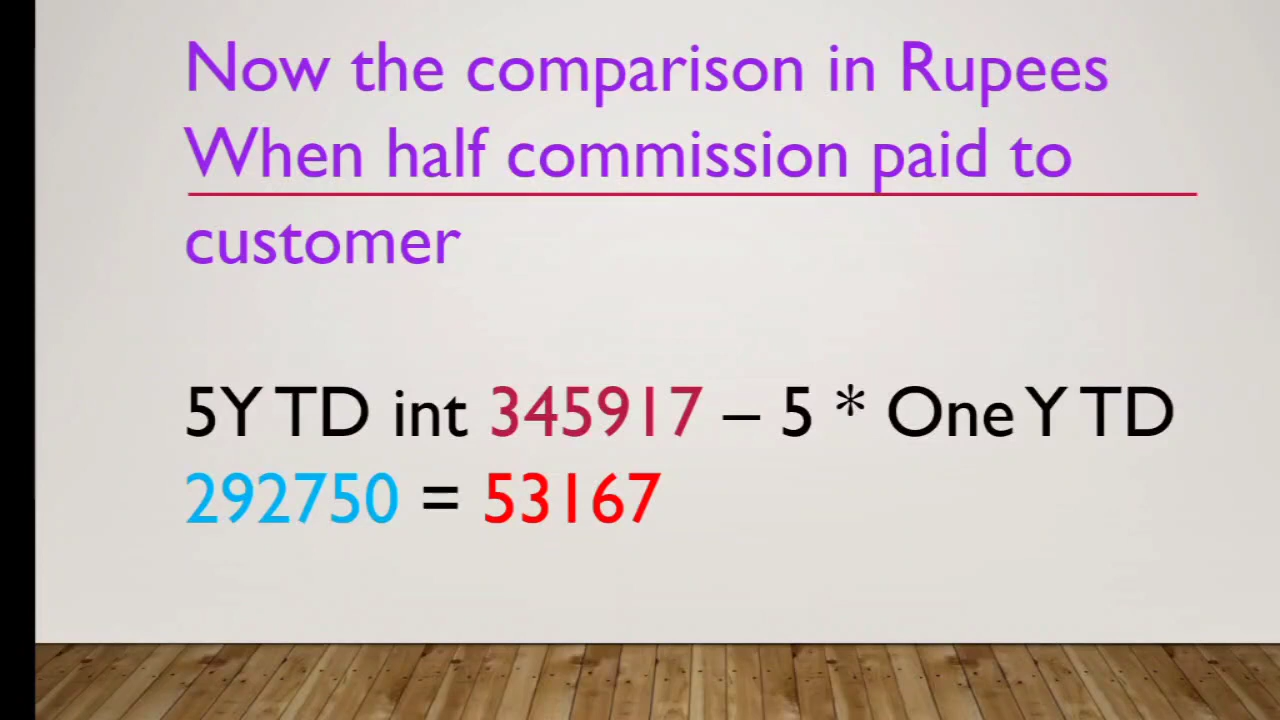 Now the comparison in Rupees
When half commission paid to
customer
5Y TD int 345917 – 5 * One Y TD
292750 = 53167